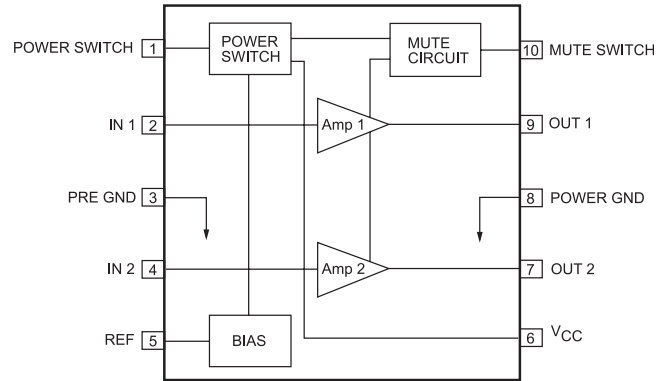 POWER SWITCH 1
POWER
SWITCH
MUTE
CIRCUIT
10 MUTE SWITCH
IN 1 2
Amp 1
9 OUT 1
PRE GND 3
8 POWER GND
IN 2 4
Amp 2
7 OUT 2
REF 5
BIAS
6 VCC